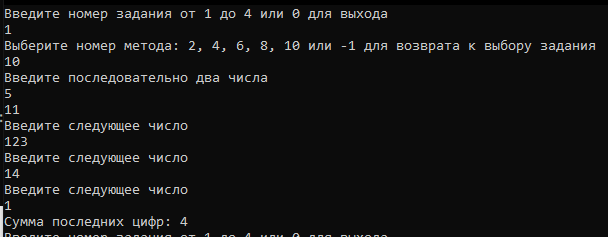 Введите номер задания от 1 до 4 или 0 для выхода
1
Выберите номер метода: 2, 4, 6, 8, 10 или -1 для возврата к выбору задания
10
Введите последовательно два числа
5
11
Введите следующее число
123
Введите следующее число
14
Введите следующее число
1
Сумма последних цифр: 4
Введите номер задания от 1 до 4 или 0 для выхода